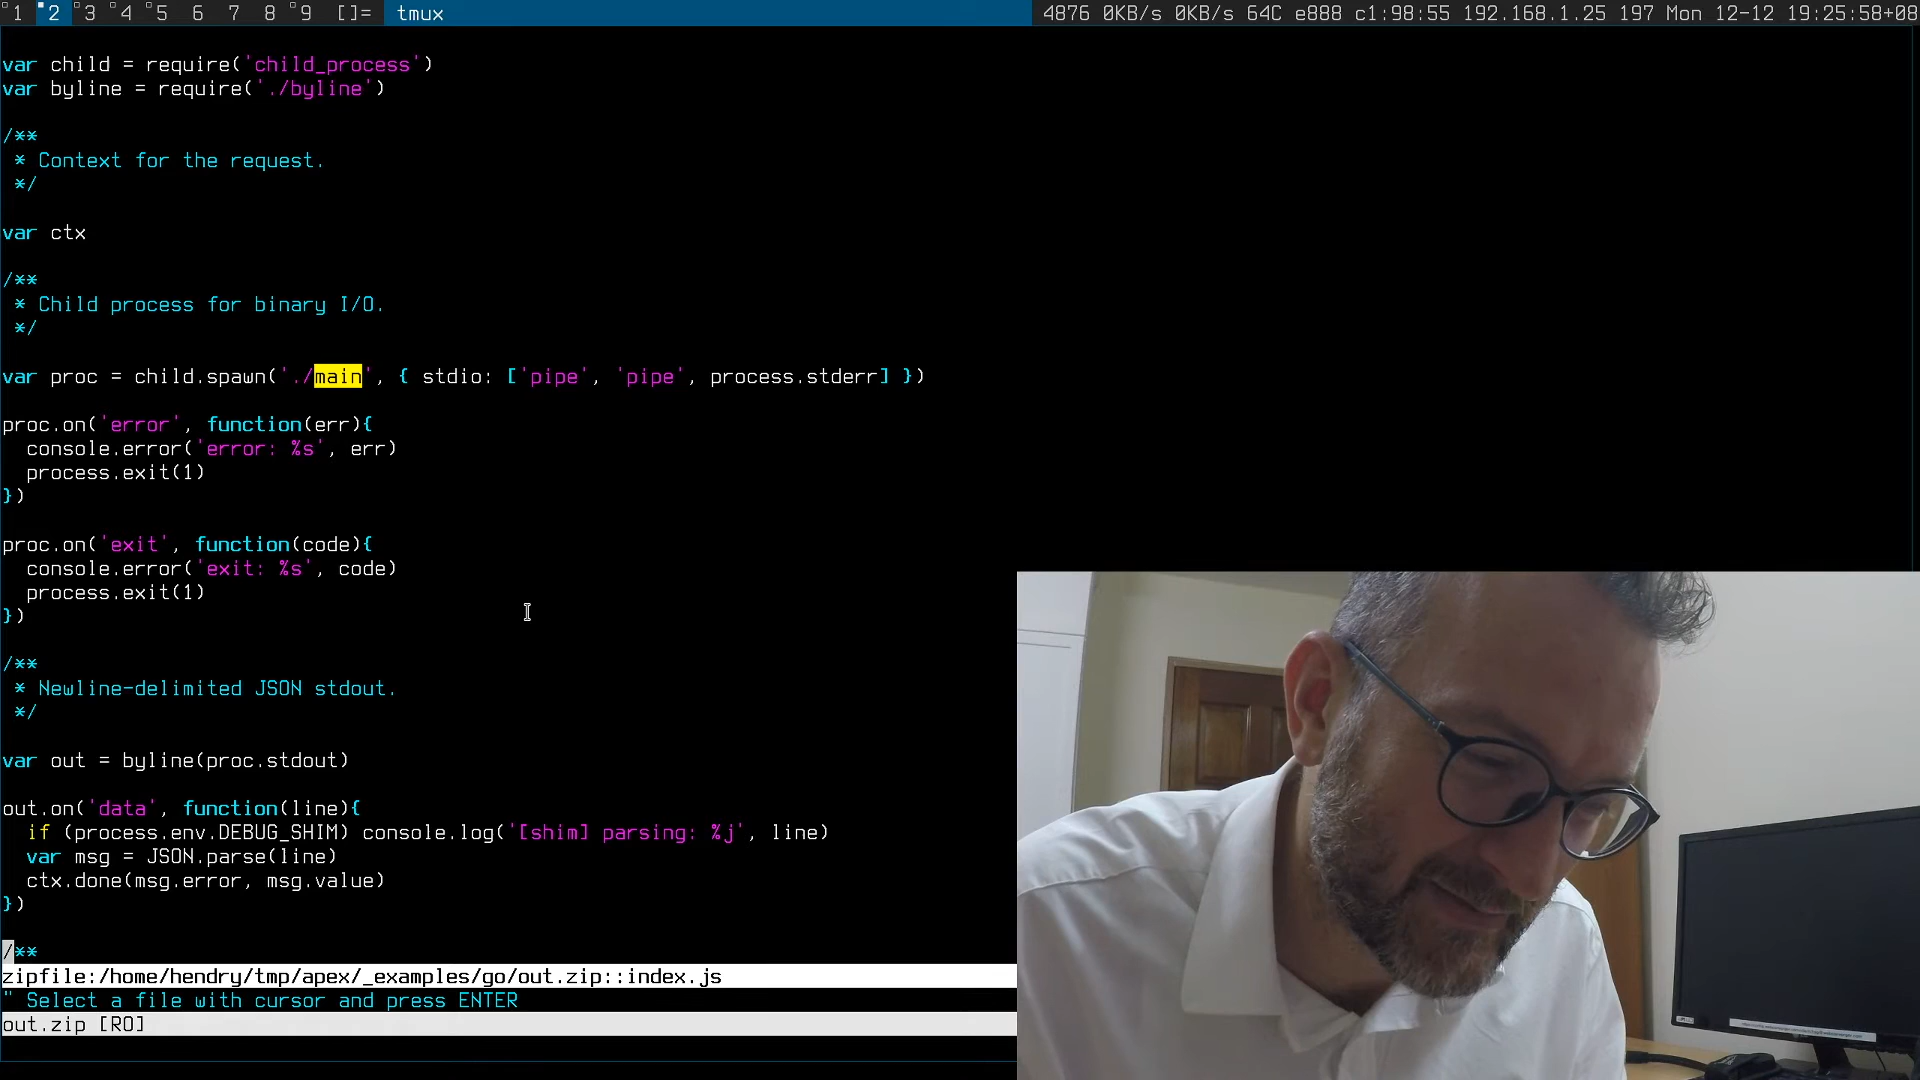 1 2 3 4 5 6 7 8 9 []= tmux 4876 0KB/s 0KB/s 64C e888 c1:98:55 192.168.1.25 197 Mon 12-12 19:25:58+08
var child = require('child_process')
var byline = require('./byline')
/**
 * Context for the request.
 */
var ctx
/**
 * Child process for binary I/O.
 */
var proc = child.spawn('./main', { stdio: ['pipe', 'pipe', process.stderr] })
proc.on('error', function(err){
  console.error('error: %s', err)
  process.exit(1)
})
proc.on('exit', function(code){
  console.error('exit: %s', code)
  process.exit(1)
})
/**
 * Newline-delimited JSON stdout.
 */
var out = byline(proc.stdout)
out.on('data', function(line){
  if (process.env.DEBUG_SHIM) console.log('[shim] parsing: %j', line)
  var msg = JSON.parse(line)
  ctx.done(msg.error, msg.value)
})
/**
zipfile:/home/hendry/tmp/apex/_examples/go/out.zip::index.js
" Select a file with cursor and press ENTER
out.zip [RO]